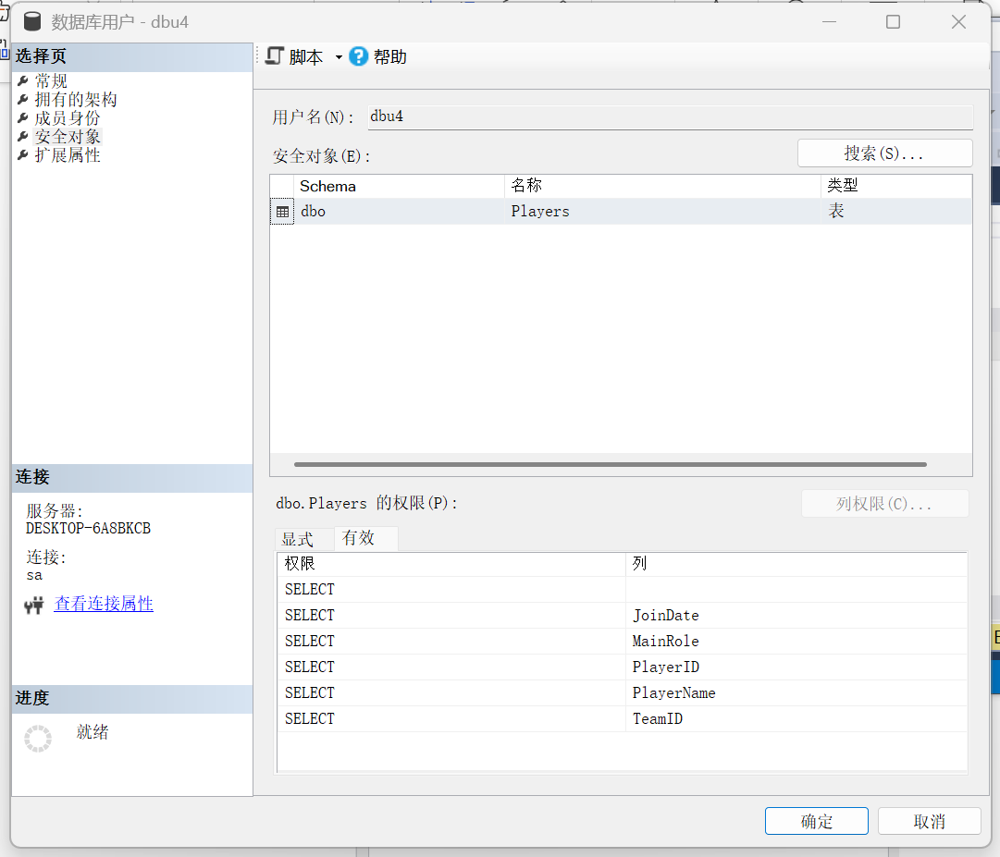 数据库用户 - dbu4
选择页
常规
拥有的架构
成员身份
安全对象
扩展属性
连接
服务器:
DESKTOP-6A8BKCB
连接:
sa
查看连接属性
进度
就绪
脚本 帮助
用户名(N): dbu4
安全对象(E): 搜索(S)...
Schema 名称 类型
dbo Players 表
dbo.Players 的权限(P): 列权限(C)...
显式 有效
权限 列
SELECT
SELECT JoinDate
SELECT MainRole
SELECT PlayerID
SELECT PlayerName
SELECT TeamID
确定 取消